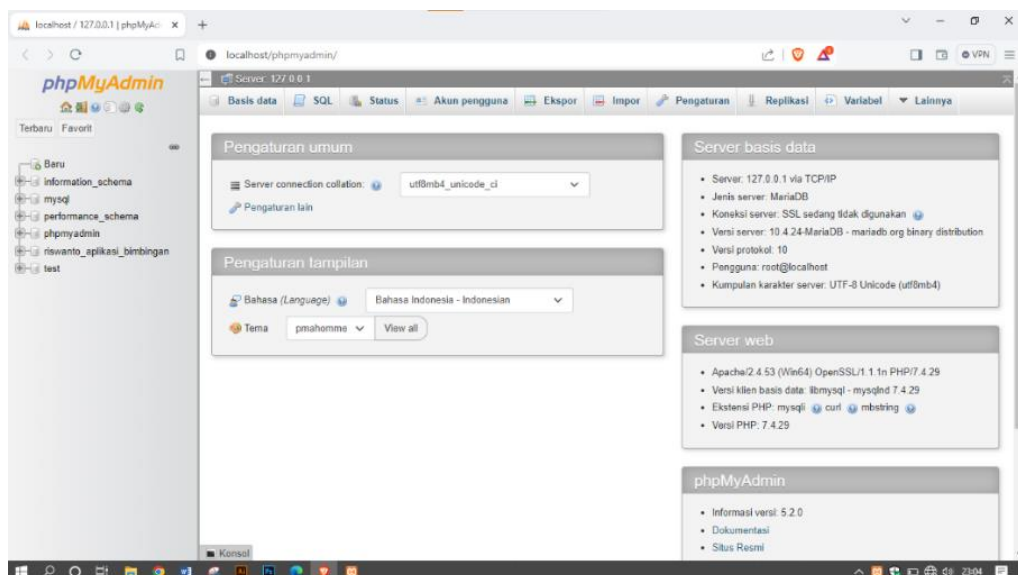 localhost / 127.0.0.1 | phpMyAd
localhost/phpmyadmin/
VPN
phpMyAdmin
Terbaru Favorit
Baru
information_schema
mysql
performance_schema
phpmyadmin
riswanto_aplikasi_bimbingan
test
Server: 127.0.0.1
Basis data SQL Status Akun pengguna Ekspor Impor Pengaturan Replikasi Variabel Lainnya
Pengaturan umum
Server connection collation: utf8mb4_unicode_ci
Pengaturan lain
Pengaturan tampilan
Bahasa (Language) Bahasa Indonesia - Indonesian
Tema pmahomme View all
Server basis data
• Server: 127.0.0.1 via TCP/IP
• Jenis server: MariaDB
• Koneksi server: SSL sedang tidak digunakan
• Versi server: 10.4.24-MariaDB - mariadb.org binary distribution
• Versi protokol: 10
• Pengguna: root@localhost
• Kumpulan karakter server: UTF-8 Unicode (utf8mb4)
Server web
• Apache/2.4.53 (Win64) OpenSSL/1.1.1n PHP/7.4.29
• Versi klien basis data: libmysql - mysqlnd 7.4.29
• Ekstensi PHP: mysqli curl mbstring
• Versi PHP: 7.4.29
phpMyAdmin
• Informasi versi: 5.2.0
• Dokumentasi
• Situs Resmi
Konsol
23:04